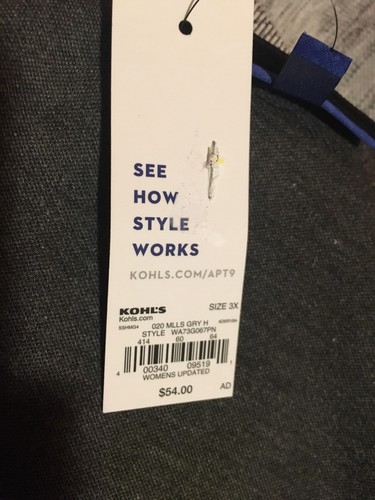 SEE
HOW
STYLE
WORKS
KOHLS.COM/APT9
KOHL'S
SIZE 3X
Kohls.com
020 MLLS GRY H
STYLE WA73G067PN
414 60 64
4 00340 09519 1
WOMENS UPDATED
$54.00
AD